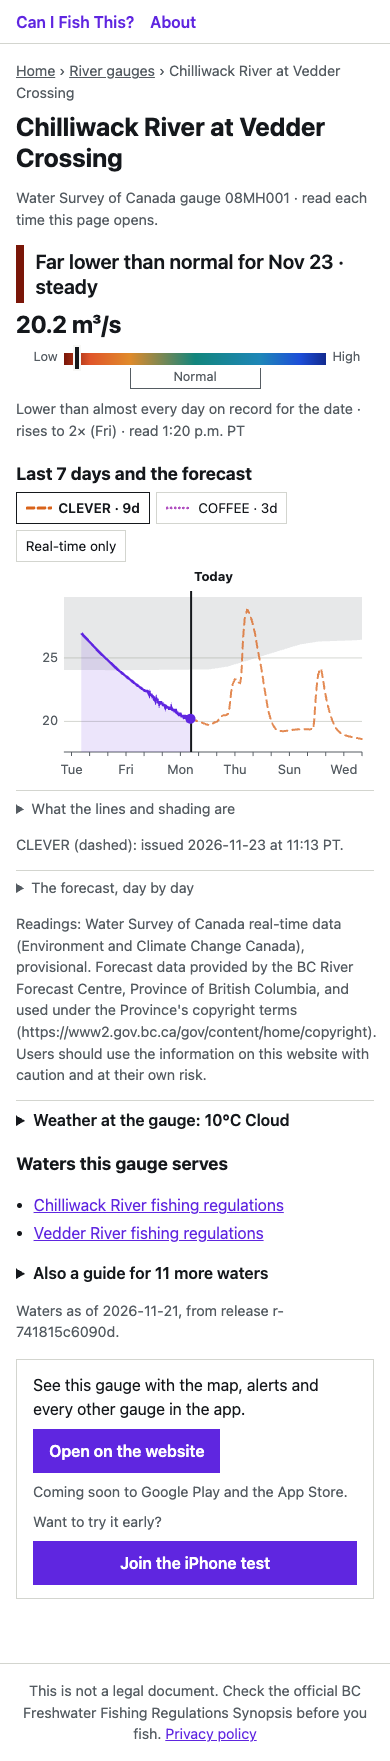 Can I Fish This? About
Home › River gauges › Chilliwack River at Vedder
Crossing
Chilliwack River at Vedder
Crossing
Water Survey of Canada gauge 08MH001 · read each
time this page opens.
Far lower than normal for Nov 23 ·
steady
20.2 m³/s
Low High
Normal
Lower than almost every day on record for the date ·
rises to 2× (Fri) · read 1:20 p.m. PT
Last 7 days and the forecast
CLEVER · 9d COFFEE · 3d
Real-time only
Today
25
20
Tue Fri Mon Thu Sun Wed
▶ What the lines and shading are
CLEVER (dashed): issued 2026-11-23 at 11:13 PT.
▶ The forecast, day by day
Readings: Water Survey of Canada real-time data
(Environment and Climate Change Canada),
provisional. Forecast data provided by the BC River
Forecast Centre, Province of British Columbia, and
used under the Province's copyright terms
(https://www2.gov.bc.ca/gov/content/home/copyright).
Users should use the information on this website with
caution and at their own risk.
▶ Weather at the gauge: 10°C Cloud
Waters this gauge serves
• Chilliwack River fishing regulations
• Vedder River fishing regulations
▶ Also a guide for 11 more waters
Waters as of 2026-11-21, from release r-
741815c6090d.
See this gauge with the map, alerts and
every other gauge in the app.
Open on the website
Coming soon to Google Play and the App Store.
Want to try it early?
Join the iPhone test
This is not a legal document. Check the official BC
Freshwater Fishing Regulations Synopsis before you
fish. Privacy policy